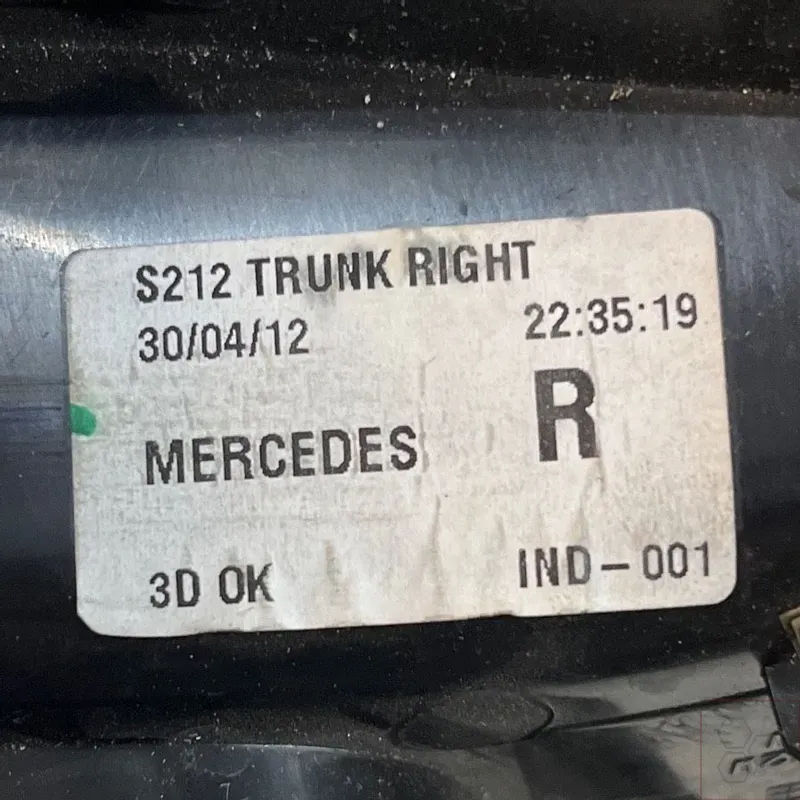 S212 TRUNK RIGHT
30/04/12 22:35:19
MERCEDES R
3D OK IND-001